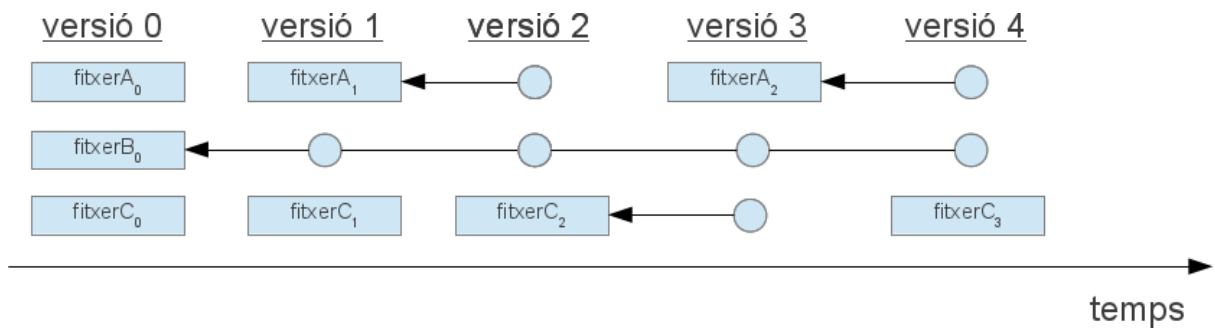 versió 0 versió 1 versió 2 versió 3 versió 4
fitxerA0 fitxerA1 fitxerA2
fitxerB0
fitxerC0 fitxerC1 fitxerC2 fitxerC3
temps